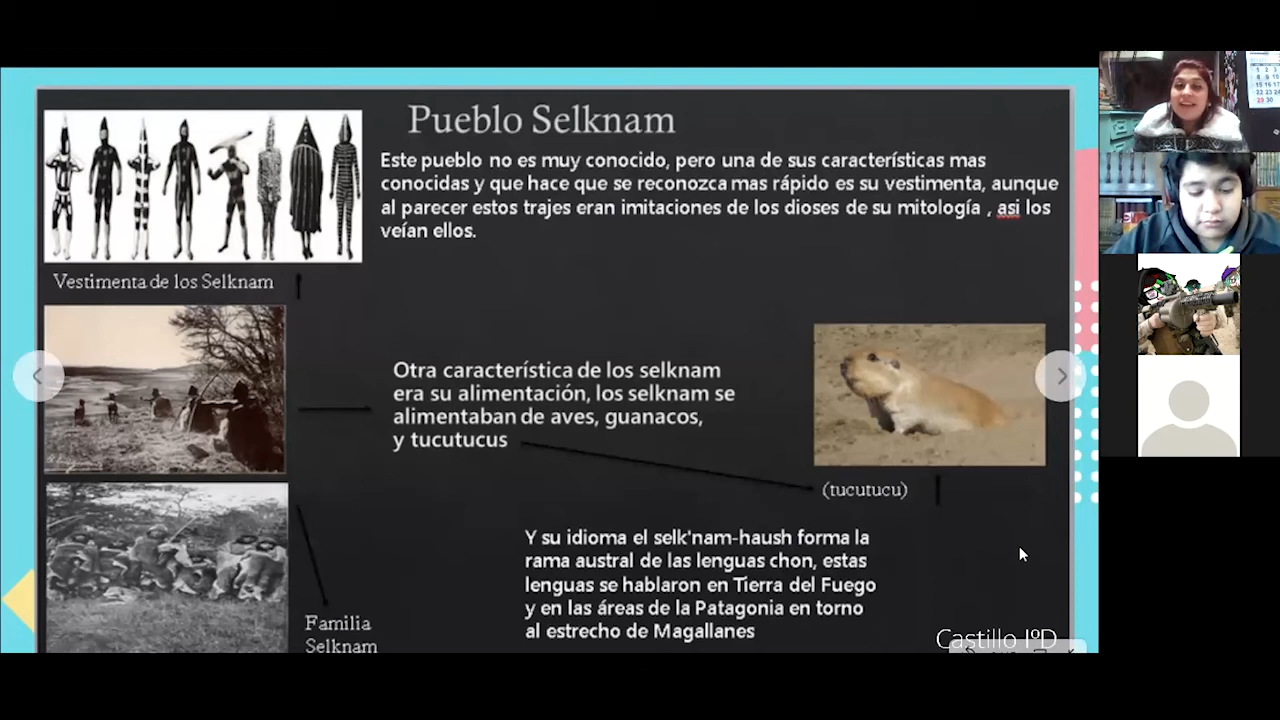 Pueblo Selknam
Este pueblo no es muy conocido, pero una de sus características mas
conocidas y que hace que se reconozca mas rápido es su vestimenta, aunque
al parecer estos trajes eran imitaciones de los dioses de su mitología , asi los
veían ellos.
Vestimenta de los Selknam
Otra característica de los selknam
era su alimentación, los selknam se
alimentaban de aves, guanacos,
y tucutucus
(tucutucu)
Y su idioma el selk'nam-haush forma la
rama austral de las lenguas chon, estas
lenguas se hablaron en Tierra del Fuego
y en las áreas de la Patagonia en torno
al estrecho de Magallanes
Familia
Selknam
Castillo IºD